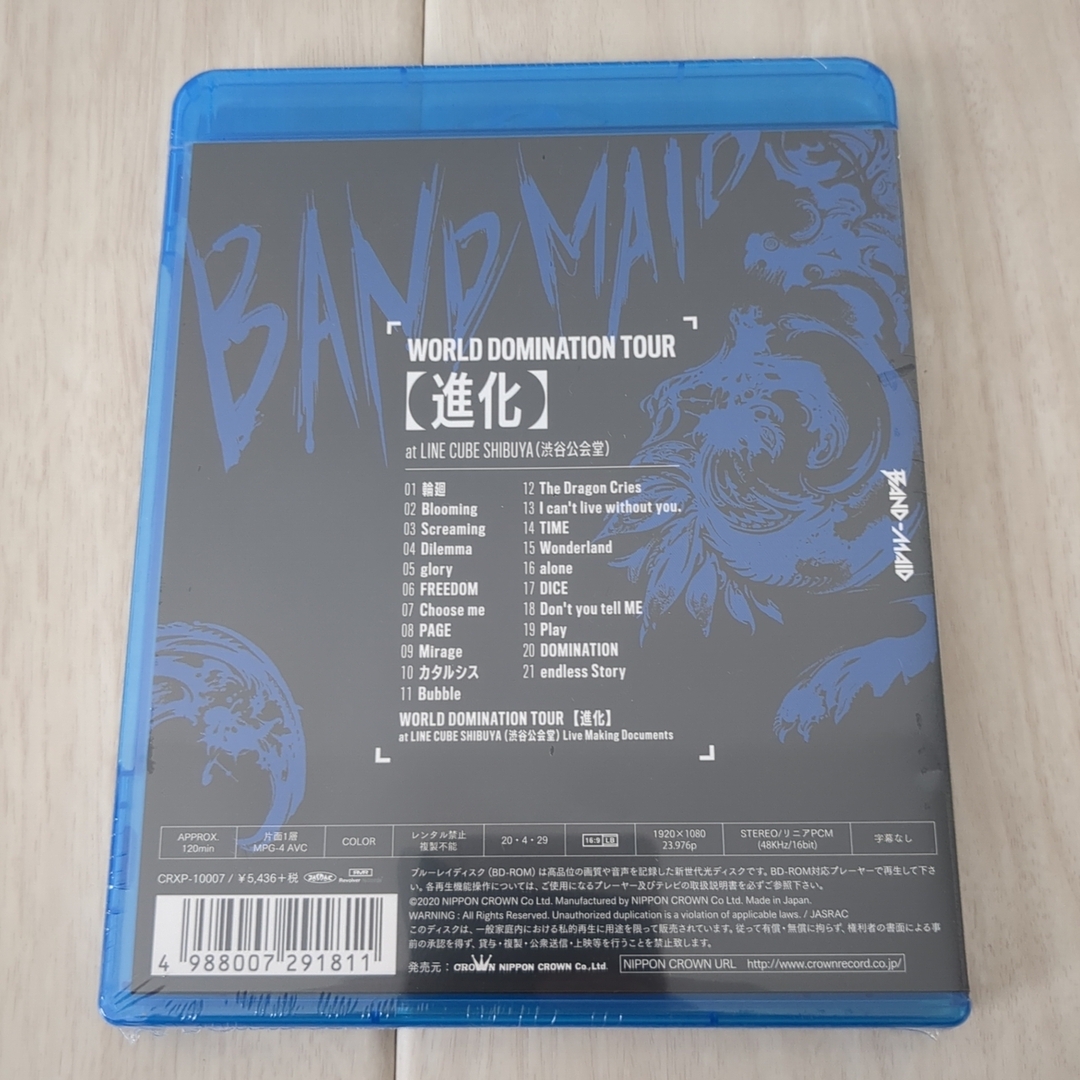 BAND MAID
WORLD DOMINATION TOUR
【進化】
at LINE CUBE SHIBUYA(渋谷公会堂)
01 輪廻
02 Blooming
03 Screaming
04 Dilemma
05 glory
06 FREEDOM
07 Choose me
08 PAGE
09 Mirage
10 カタルシス
11 Bubble
12 The Dragon Cries
13 I can't live without you.
14 TIME
15 Wonderland
16 alone
17 DICE
18 Don't you tell ME
19 Play
20 DOMINATION
21 endless Story
WORLD DOMINATION TOUR 【進化】
at LINE CUBE SHIBUYA (渋谷公会堂) Live Making Documents
BAND-MAID
APPROX.
120min
片面1層
MPG-4 AVC
COLOR
レンタル禁止
複製不能
20・4・29
16:9 LB
1920×1080
23.976p
STEREO/リニアPCM
(48KHz/16bit)
字幕なし
CRXP-10007 / ¥5,436+税
ブルーレイディスク (BD-ROM) は高品位の画質や音声を記録した新世代光ディスクです。BD-ROM対応プレーヤーで再生して下さ
い。各再生機能操作については、ご使用になるプレーヤー及びテレビの取扱説明書を必ずご参照下さい。
©2020 NIPPON CROWN Co Ltd. Manufactured by NIPPON CROWN Co Ltd. Made in Japan.
WARNING : All Rights Reserved. Unauthorized duplication is a violation of applicable laws. / JASRAC
このディスクは、一般家庭内における私的再生に用途を限って販売されています。従って有償・無償に拘らず、権利者の書面による事
前の承認を得ず、貸与・複製・公衆送信・上映等を行うことを禁止致します。
発売元: CROWN NIPPON CROWN Co.,Ltd.
NIPPON CROWN URL http://www.crownrecord.co.jp/
4 988007 291811